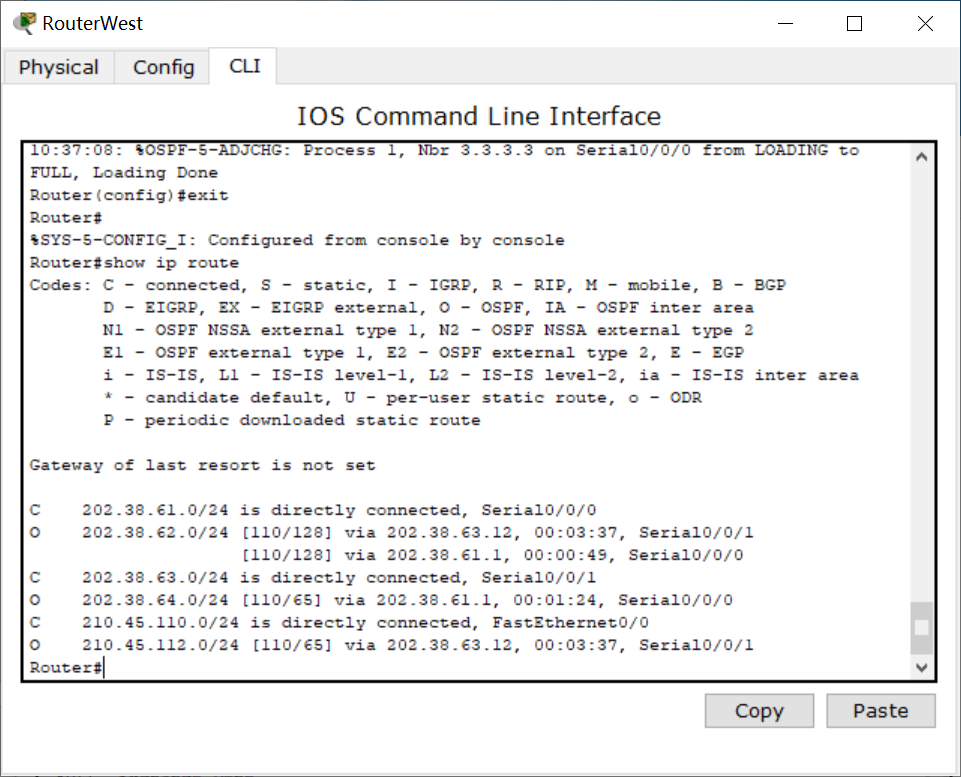 RouterWest
Physical Config CLI
IOS Command Line Interface
10:37:08: %OSPF-5-ADJCHG: Process 1, Nbr 3.3.3.3 on Serial0/0/0 from LOADING to
FULL, Loading Done
Router(config)#exit
Router#
%SYS-5-CONFIG_I: Configured from console by console
Router#show ip route
Codes: C - connected, S - static, I - IGRP, R - RIP, M - mobile, B - BGP
D - EIGRP, EX - EIGRP external, O - OSPF, IA - OSPF inter area
N1 - OSPF NSSA external type 1, N2 - OSPF NSSA external type 2
E1 - OSPF external type 1, E2 - OSPF external type 2, E - EGP
i - IS-IS, L1 - IS-IS level-1, L2 - IS-IS level-2, ia - IS-IS inter area
* - candidate default, U - per-user static route, o - ODR
P - periodic downloaded static route
Gateway of last resort is not set
C 202.38.61.0/24 is directly connected, Serial0/0/0
O 202.38.62.0/24 [110/128] via 202.38.63.12, 00:03:37, Serial0/0/1
[110/128] via 202.38.61.1, 00:00:49, Serial0/0/0
C 202.38.63.0/24 is directly connected, Serial0/0/1
O 202.38.64.0/24 [110/65] via 202.38.61.1, 00:01:24, Serial0/0/0
C 210.45.110.0/24 is directly connected, FastEthernet0/0
O 210.45.112.0/24 [110/65] via 202.38.63.12, 00:03:37, Serial0/0/1
Router#
Copy Paste